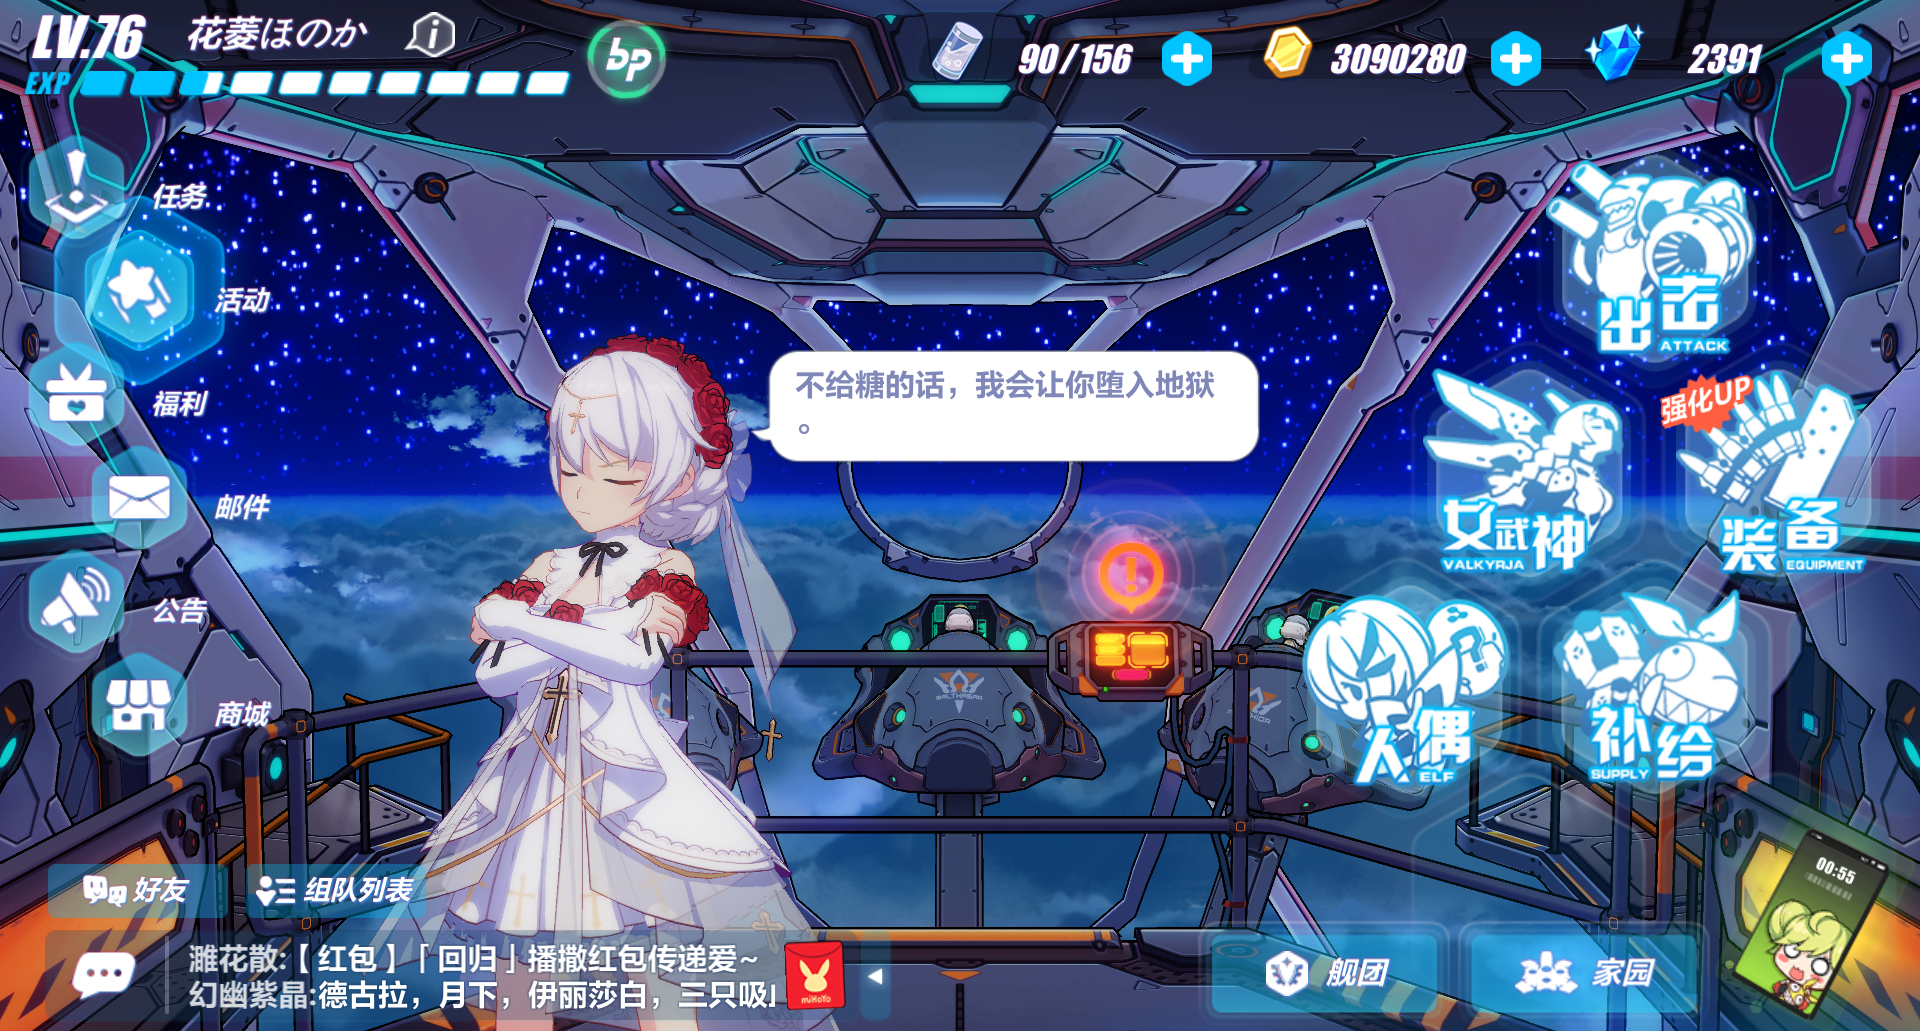 LV.76 花菱ほのか
EXP
bp
90/156
3090280
2391
任务
活动
福利
邮件
公告
商城
不给糖的话，我会让你堕入地狱
。
出击
ATTACK
女武神
VALKYRJA
强化UP
装备
EQUIPMENT
人偶
ELF
补给
SUPPLY
BALTHASAR
00:55
好友
组队列表
濉花散:【 红包 】「 回归 」播撒红包传递爱~
幻幽紫晶:德古拉，月下，伊丽莎白，三只吸
miHoYo
舰团
家园